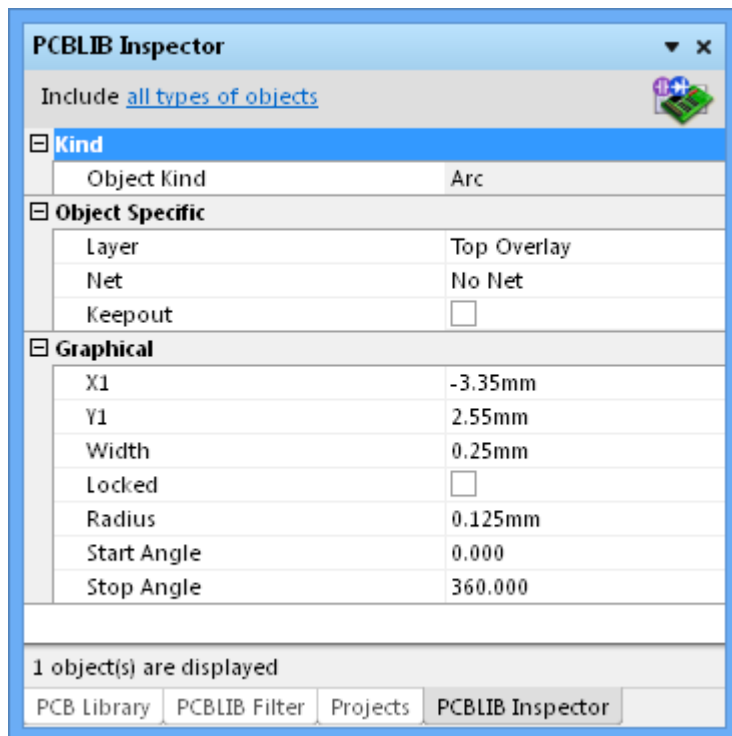 PCBLIB Inspector
Include all types of objects
Kind
Object Kind Arc
Object Specific
Layer Top Overlay
Net No Net
Keepout
Graphical
X1 -3.35mm
Y1 2.55mm
Width 0.25mm
Locked
Radius 0.125mm
Start Angle 0.000
Stop Angle 360.000
1 object(s) are displayed
PCB Library PCBLIB Filter Projects PCBLIB Inspector